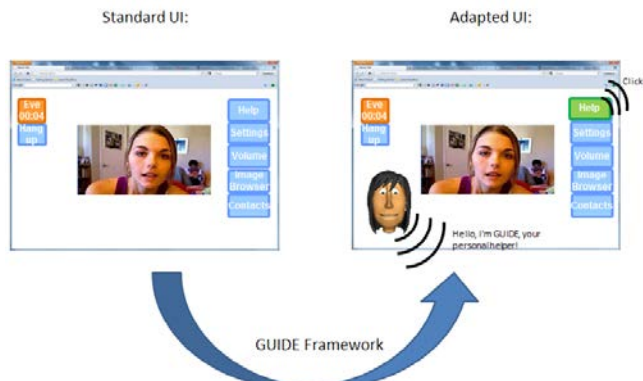 Standard UI:
Adapted UI:
Eve
00:04
Hang
up
Help
Settings
Volume
Image
Browser
Contacts
Click
Eve
00:04
Hang
up
Help
Settings
Volume
Image
Browser
Contacts
Hello, I'm GUIDE, your
personal helper!
GUIDE Framework